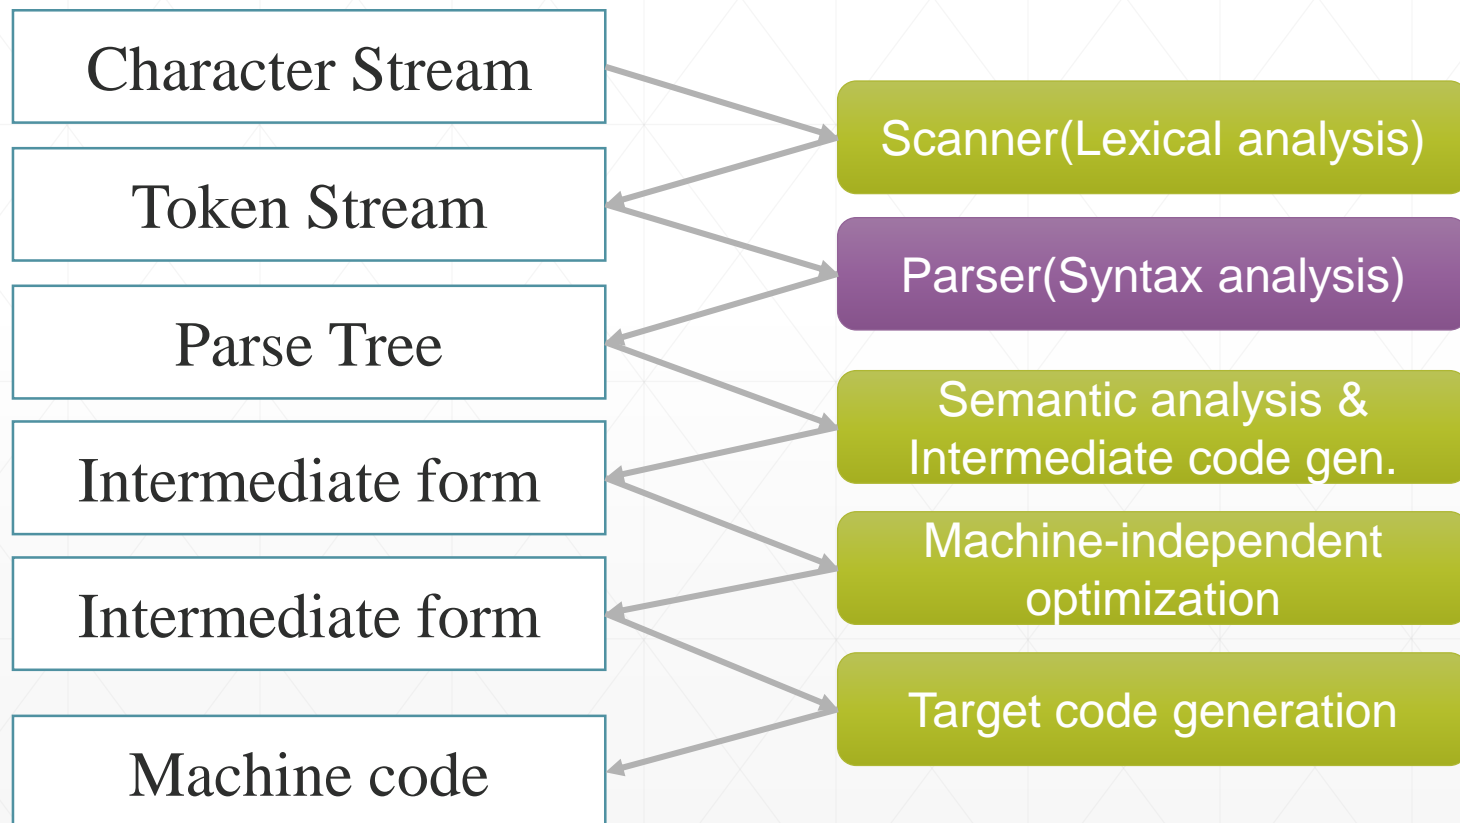 Character Stream
Scanner(Lexical analysis)
Token Stream
Parser(Syntax analysis)
Parse Tree
Semantic analysis &
Intermediate code gen.
Intermediate form
Machine-independent
optimization
Intermediate form
Target code generation
Machine code